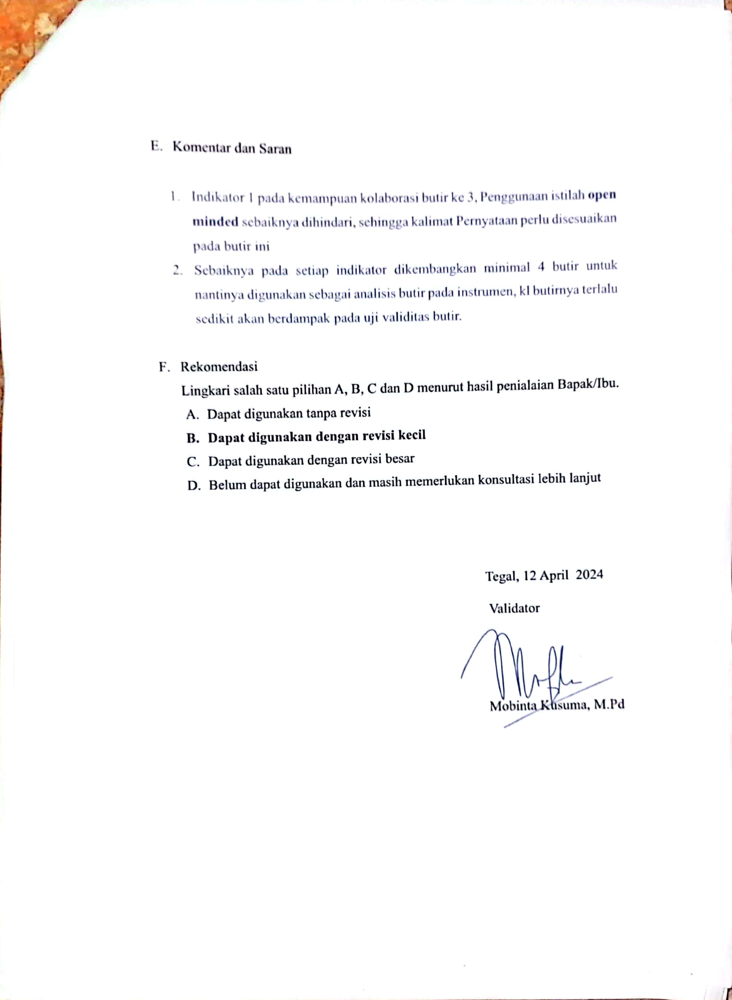 E. Komentar dan Saran
1. Indikator 1 pada kemampuan kolaborasi butir ke 3, Penggunaan istilah open
minded sebaiknya dihindari, sehingga kalimat Pernyataan perlu disesuaikan
pada butir ini
2. Sebaiknya pada setiap indikator dikembangkan minimal 4 butir untuk
nantinya digunakan sebagai analisis butir pada instrumen, kl butirnya terlalu
sedikit akan berdampak pada uji validitas butir.
F. Rekomendasi
Lingkari salah satu pilihan A, B, C dan D menurut hasil penialaian Bapak/Ibu.
A. Dapat digunakan tanpa revisi
B. Dapat digunakan dengan revisi kecil
C. Dapat digunakan dengan revisi besar
D. Belum dapat digunakan dan masih memerlukan konsultasi lebih lanjut
Tegal, 12 April 2024
Validator
Mobinta Kusuma, M.Pd